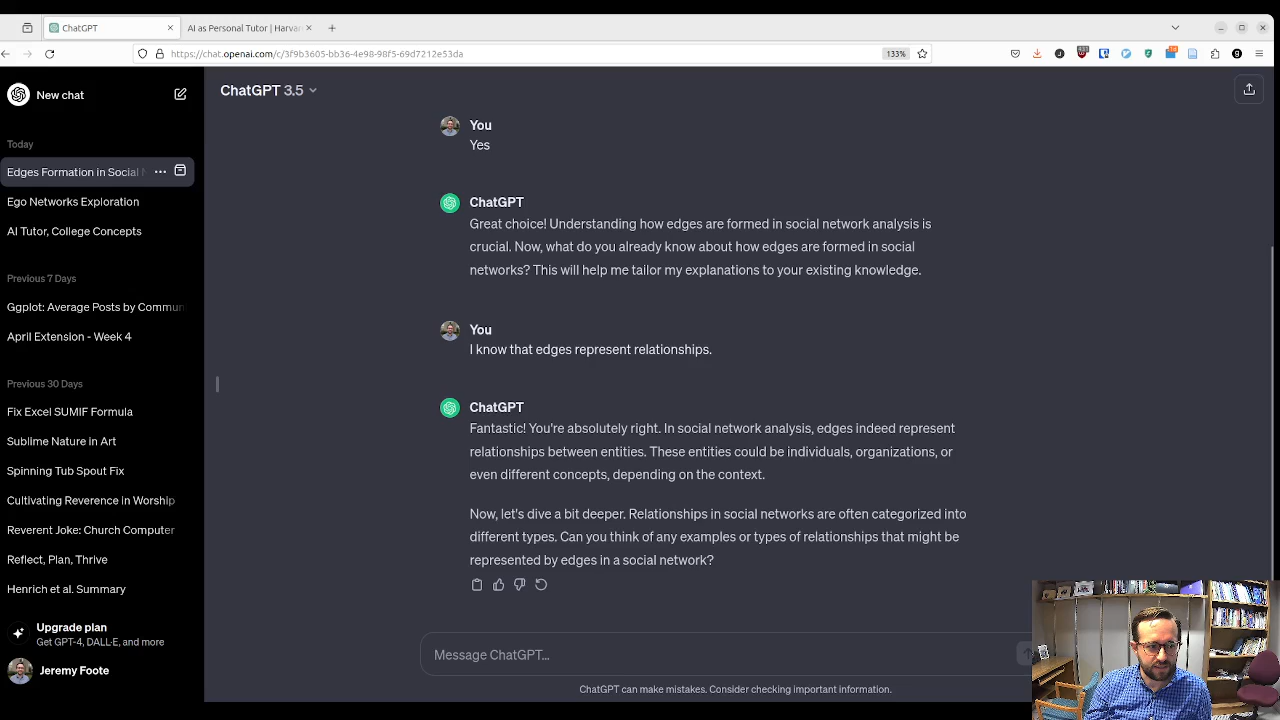 ChatGPT
AI as Personal Tutor | Harvar
https://chat.openai.com/c/3f9b3605-bb36-4e98-98f5-69d7212e53da
133%
New chat
Today
Edges Formation in Social
Ego Networks Exploration
AI Tutor, College Concepts
Previous 7 Days
Ggplot: Average Posts by Commun
April Extension - Week 4
Previous 30 Days
Fix Excel SUMIF Formula
Sublime Nature in Art
Spinning Tub Spout Fix
Cultivating Reverence in Worship
Reverent Joke: Church Computer
Reflect, Plan, Thrive
Henrich et al. Summary
Upgrade plan
Get GPT-4, DALL·E, and more
Jeremy Foote
ChatGPT 3.5
You
Yes
ChatGPT
Great choice! Understanding how edges are formed in social network analysis is
crucial. Now, what do you already know about how edges are formed in social
networks? This will help me tailor my explanations to your existing knowledge.
You
I know that edges represent relationships.
ChatGPT
Fantastic! You're absolutely right. In social network analysis, edges indeed represent
relationships between entities. These entities could be individuals, organizations, or
even different concepts, depending on the context.
Now, let's dive a bit deeper. Relationships in social networks are often categorized into
different types. Can you think of any examples or types of relationships that might be
represented by edges in a social network?
Message ChatGPT...
ChatGPT can make mistakes. Consider checking important information.